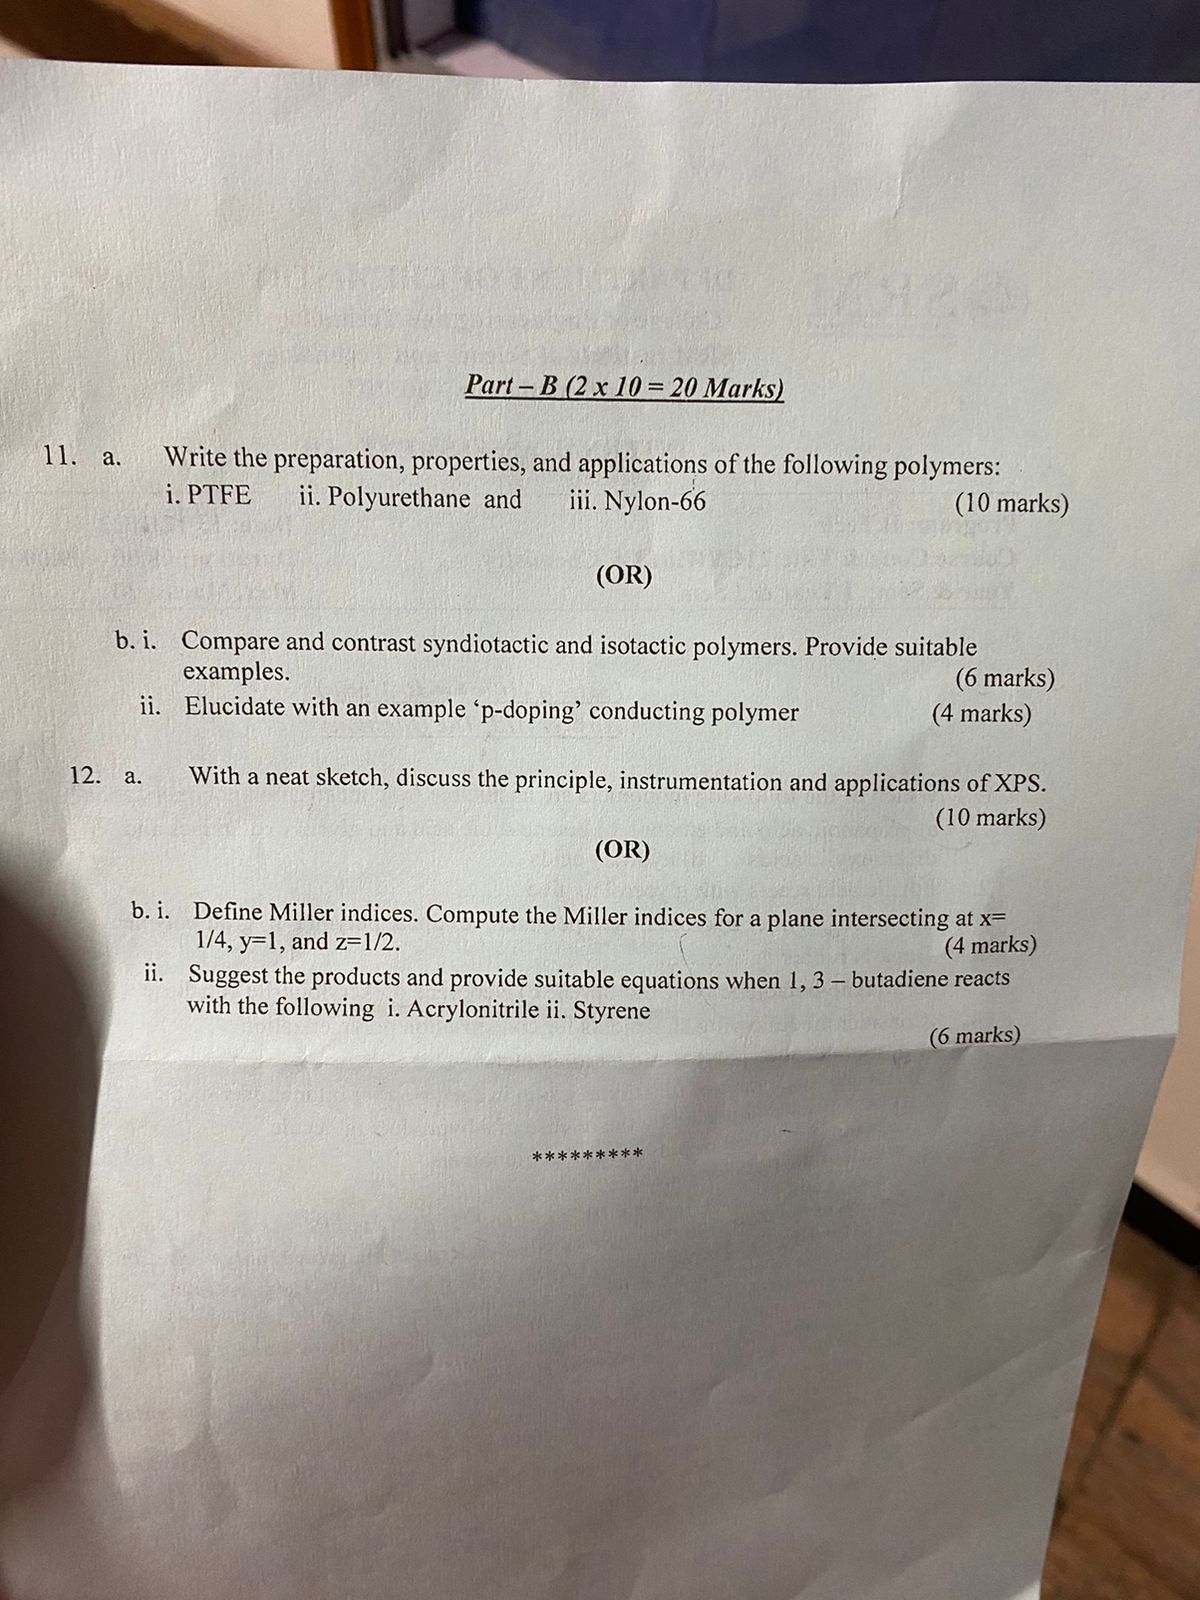 Part – B (2 x 10 = 20 Marks)
11. a. Write the preparation, properties, and applications of the following polymers:
i. PTFE ii. Polyurethane and iii. Nylon-66 (10 marks)
(OR)
b. i. Compare and contrast syndiotactic and isotactic polymers. Provide suitable
examples. (6 marks)
ii. Elucidate with an example ‘p-doping’ conducting polymer (4 marks)
12. a. With a neat sketch, discuss the principle, instrumentation and applications of XPS.
(10 marks)
(OR)
b. i. Define Miller indices. Compute the Miller indices for a plane intersecting at x=
1/4, y=1, and z=1/2. (4 marks)
ii. Suggest the products and provide suitable equations when 1, 3 – butadiene reacts
with the following i. Acrylonitrile ii. Styrene
(6 marks)
*********